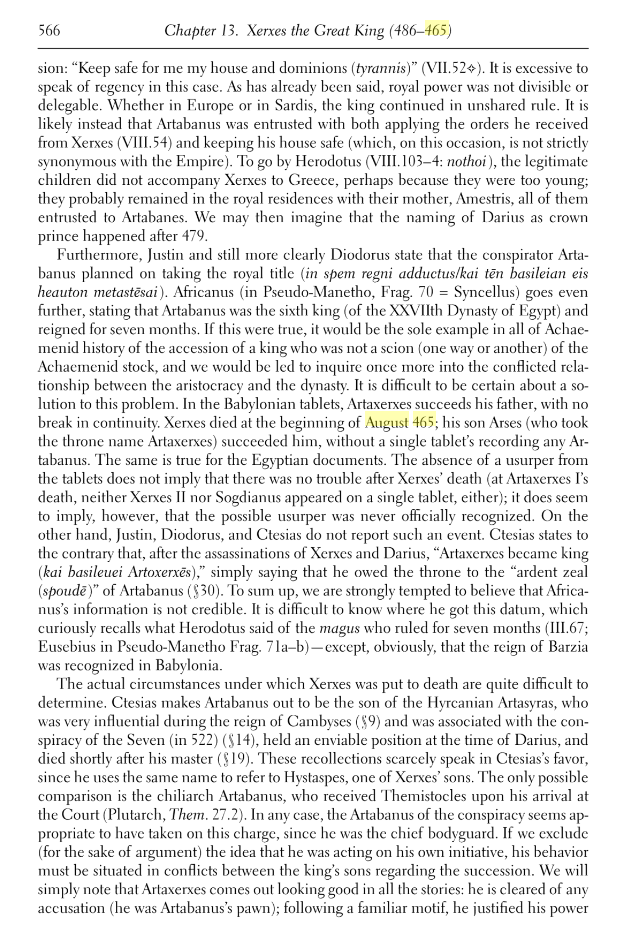 566 Chapter 13. Xerxes the Great King (486–465)
sion: “Keep safe for me my house and dominions (tyrannis)” (VII.52✧). It is excessive to
speak of regency in this case. As has already been said, royal power was not divisible or
delegable. Whether in Europe or in Sardis, the king continued in unshared rule. It is
likely instead that Artabanus was entrusted with both applying the orders he received
from Xerxes (VIII.54) and keeping his house safe (which, on this occasion, is not strictly
synonymous with the Empire). To go by Herodotus (VIII.103–4: nothoi), the legitimate
children did not accompany Xerxes to Greece, perhaps because they were too young;
they probably remained in the royal residences with their mother, Amestris, all of them
entrusted to Artabanes. We may then imagine that the naming of Darius as crown
prince happened after 479.
Furthermore, Justin and still more clearly Diodorus state that the conspirator Arta-
banus planned on taking the royal title (in spem regni adductus/kai tēn basileian eis
heauton metastēsai). Africanus (in Pseudo-Manetho, Frag. 70 = Syncellus) goes even
further, stating that Artabanus was the sixth king (of the XXVIIth Dynasty of Egypt) and
reigned for seven months. If this were true, it would be the sole example in all of Achae-
menid history of the accession of a king who was not a scion (one way or another) of the
Achaemenid stock, and we would be led to inquire once more into the conflicted rela-
tionship between the aristocracy and the dynasty. It is difficult to be certain about a so-
lution to this problem. In the Babylonian tablets, Artaxerxes succeeds his father, with no
break in continuity. Xerxes died at the beginning of August 465; his son Arses (who took
the throne name Artaxerxes) succeeded him, without a single tablet’s recording any Ar-
tabanus. The same is true for the Egyptian documents. The absence of a usurper from
the tablets does not imply that there was no trouble after Xerxes’ death (at Artaxerxes I’s
death, neither Xerxes II nor Sogdianus appeared on a single tablet, either); it does seem
to imply, however, that the possible usurper was never officially recognized. On the
other hand, Justin, Diodorus, and Ctesias do not report such an event. Ctesias states to
the contrary that, after the assassinations of Xerxes and Darius, “Artaxerxes became king
(kai basileuei Artoxerxēs),” simply saying that he owed the throne to the “ardent zeal
(spoudē)” of Artabanus (§30). To sum up, we are strongly tempted to believe that Africa-
nus’s information is not credible. It is difficult to know where he got this datum, which
curiously recalls what Herodotus said of the magus who ruled for seven months (III.67;
Eusebius in Pseudo-Manetho Frag. 71a–b)—except, obviously, that the reign of Barzia
was recognized in Babylonia.
The actual circumstances under which Xerxes was put to death are quite difficult to
determine. Ctesias makes Artabanus out to be the son of the Hyrcanian Artasyras, who
was very influential during the reign of Cambyses (§9) and was associated with the con-
spiracy of the Seven (in 522) (§14), held an enviable position at the time of Darius, and
died shortly after his master (§19). These recollections scarcely speak in Ctesias’s favor,
since he uses the same name to refer to Hystaspes, one of Xerxes’ sons. The only possible
comparison is the chiliarch Artabanus, who received Themistocles upon his arrival at
the Court (Plutarch, Them. 27.2). In any case, the Artabanus of the conspiracy seems ap-
propriate to have taken on this charge, since he was the chief bodyguard. If we exclude
(for the sake of argument) the idea that he was acting on his own initiative, his behavior
must be situated in conflicts between the king’s sons regarding the succession. We will
simply note that Artaxerxes comes out looking good in all the stories: he is cleared of any
accusation (he was Artabanus’s pawn); following a familiar motif, he justified his power